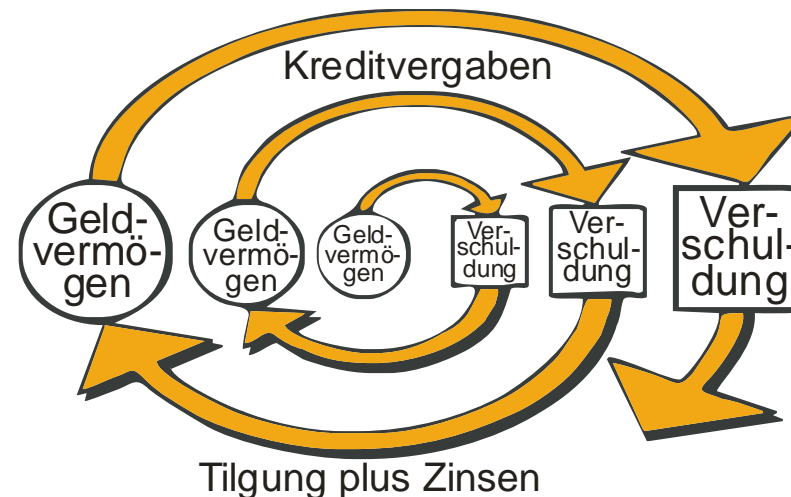 Kreditvergaben
Geld-
vermö-
gen
Geld-
vermö-
gen
Geld-
vermö-
gen
Ver-
schul-
dung
Ver-
schul-
dung
Ver-
schul-
dung
Tilgung plus Zinsen